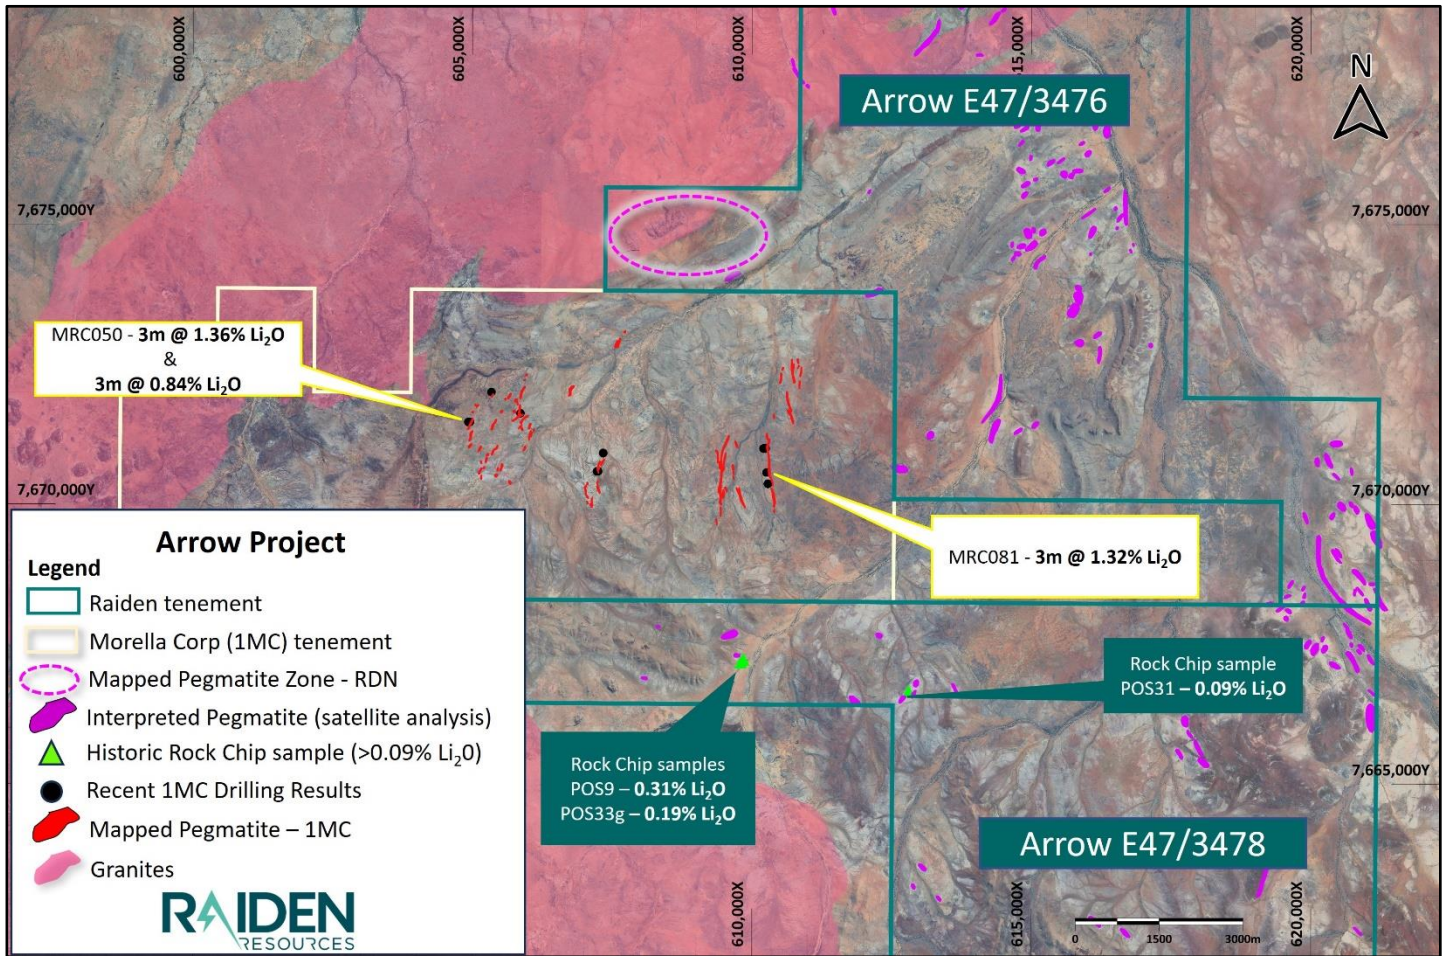 600,000X
605,000X
610,000X
615,000X
620,000X
N
Arrow E47/3476
7,675,000Y
7,675,000Y
MRC050 - 3m @ 1.36% Li₂O
&
3m @ 0.84% Li₂O
7,670,000Y
7,670,000Y
MRC081 - 3m @ 1.32% Li₂O
Arrow Project
Legend
Raiden tenement
Morella Corp (1MC) tenement
Mapped Pegmatite Zone - RDN
Interpreted Pegmatite (satellite analysis)
Historic Rock Chip sample (>0.09% Li₂0)
Recent 1MC Drilling Results
Mapped Pegmatite – 1MC
Granites
RAIDEN
RESOURCES
Rock Chip sample
POS31 – 0.09% Li₂O
Rock Chip samples
POS9 – 0.31% Li₂O
POS33g – 0.19% Li₂O
7,665,000Y
Arrow E47/3478
610,000X
615,000X
620,000X
0 1500 3000m